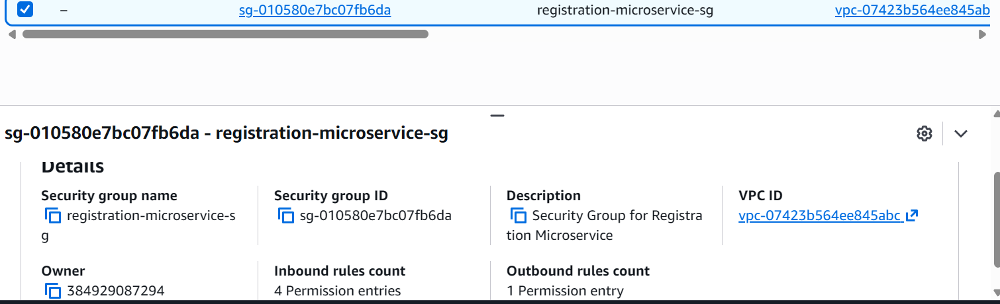 – sg-010580e7bc07fb6da registration-microservice-sg vpc-07423b564ee845ab
sg-010580e7bc07fb6da - registration-microservice-sg
Details
Security group name
registration-microservice-s
g
Security group ID
sg-010580e7bc07fb6da
Description
Security Group for Registra
tion Microservice
VPC ID
vpc-07423b564ee845abc
Owner
384929087294
Inbound rules count
4 Permission entries
Outbound rules count
1 Permission entry